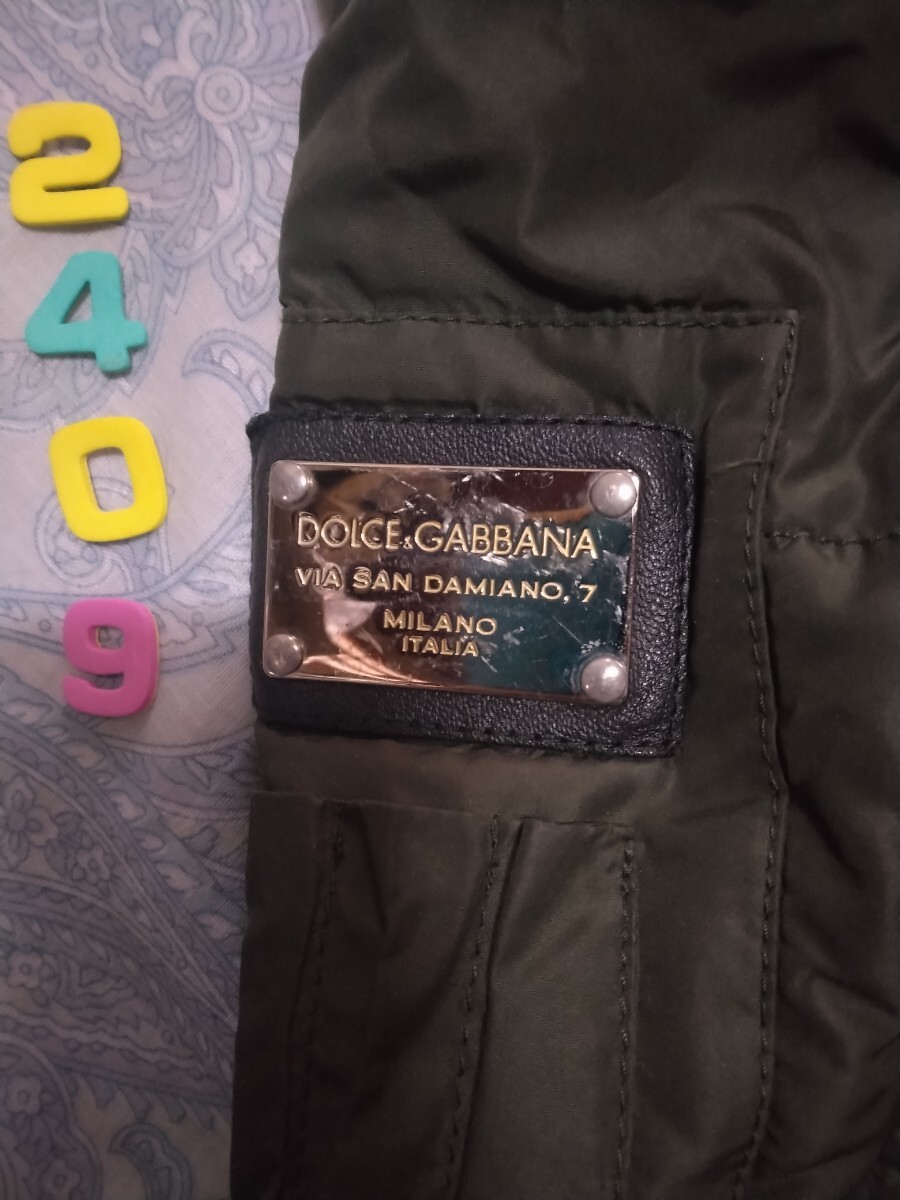 2
4
0
9
DOLCE&GABBANA
VIA SAN DAMIANO, 7
MILANO
ITALIA